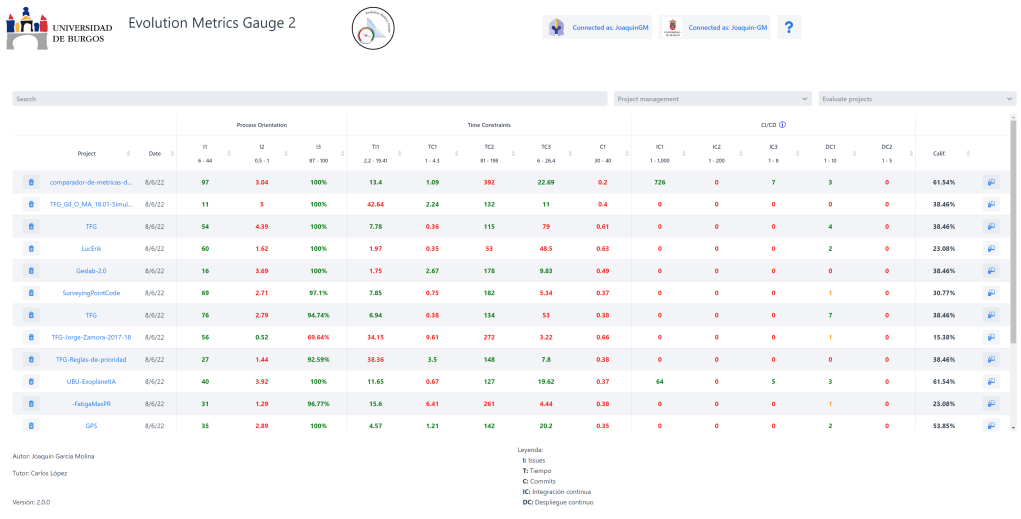 UNIVERSIDAD
DE BURGOS
Evolution Metrics Gauge 2
Connected as: JoaquinGM
Connected as: Joaquin-GM
?
Search
Project management
Evaluate projects
Process Orientation
Time Constraints
CI/CD
Project Date I1 I2 I3 TI1 TC1 TC2 TC3 C1 IC1 IC2 IC3 DC1 DC2 Calif.
6 - 44 0.5 - 1 87 - 100 2.2 - 19.41 1 - 4.3 81 - 198 6 - 26.4 30 - 40 1 - 1,000 1 - 200 1 - 8 1 - 10 1 - 5
comparador-de-metricas-d... 8/6/22 97 3.04 100% 13.4 1.09 392 22.69 0.2 726 0 7 3 0 61.54%
TFG_GII_O_MA_18.01-Simul... 8/6/22 11 5 100% 42.64 2.24 132 11 0.4 0 0 0 0 0 38.46%
TFG 8/6/22 54 4.39 100% 7.78 0.36 115 79 0.61 0 0 0 4 0 38.46%
LucErik 8/6/22 60 1.62 100% 1.97 0.35 53 48.5 0.63 0 0 0 2 0 23.08%
Geslab-2.0 8/6/22 16 3.69 100% 1.75 2.67 178 9.83 0.49 0 0 0 0 0 38.46%
SurveyingPointCode 8/6/22 69 2.71 97.1% 7.85 0.75 182 5.34 0.37 0 0 0 1 0 30.77%
TFG 8/6/22 76 2.79 94.74% 6.94 0.38 134 53 0.38 0 0 0 7 0 38.46%
TFG-Jorge-Zamora-2017-18 8/6/22 56 0.52 69.64% 34.15 9.61 272 3.22 0.66 0 0 0 1 0 15.38%
TFG-Reglas-de-prioridad 8/6/22 27 1.44 92.59% 38.36 3.5 148 7.8 0.38 0 0 0 0 0 38.46%
UBU-ExoplanetIA 8/6/22 40 3.92 100% 11.65 0.67 127 19.62 0.37 64 0 5 3 0 61.54%
-FatigaMasPR 8/6/22 31 1.29 96.77% 15.6 6.41 261 4.44 0.38 0 0 0 1 0 23.08%
GPS 8/6/22 35 2.89 100% 4.57 1.21 142 20.2 0.35 0 0 0 2 0 53.85%
Autor: Joaquin García Molina
Tutor: Carlos López
Versión: 2.0.0
Leyenda:
I: Issues
T: Tiempo
C: Commits
IC: Integración continua
DC: Despliegue continuo